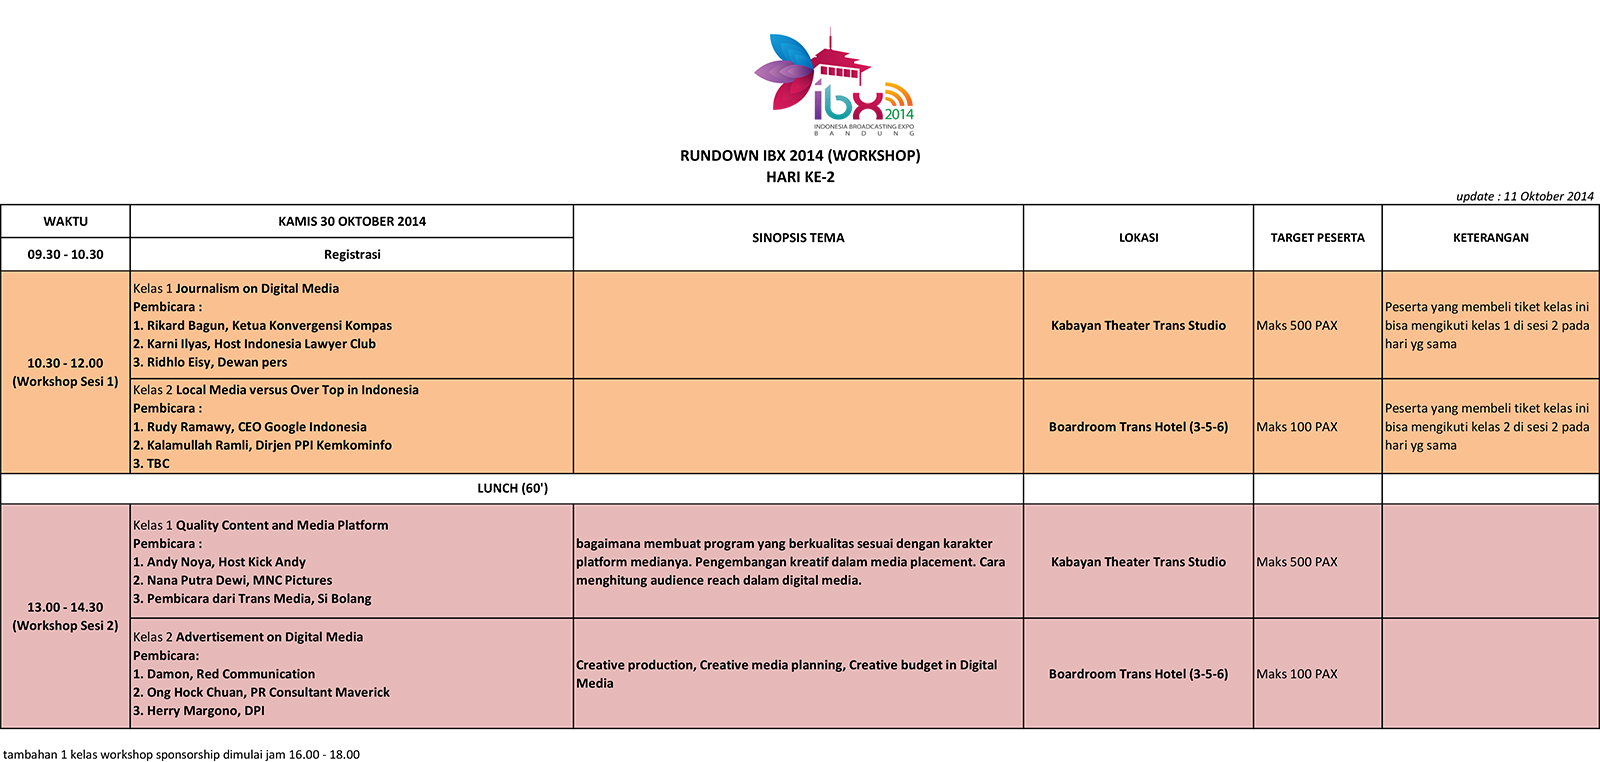 ibx
2014
INDONESIA BROADCASTING EXPO
BANDUNG
RUNDOWN IBX 2014 (WORKSHOP)
HARI KE-2
update : 11 Oktober 2014
WAKTU
KAMIS 30 OKTOBER 2014
SINOPSIS TEMA
LOKASI
TARGET PESERTA
KETERANGAN
09.30 - 10.30
Registrasi
10.30 - 12.00
(Workshop Sesi 1)
Kelas 1 Journalism on Digital Media
Pembicara :
1. Rikard Bagun, Ketua Konvergensi Kompas
2. Karni Ilyas, Host Indonesia Lawyer Club
3. Ridhlo Eisy, Dewan pers
Kabayan Theater Trans Studio
Maks 500 PAX
Peserta yang membeli tiket kelas ini
bisa mengikuti kelas 1 di sesi 2 pada
hari yg sama
Kelas 2 Local Media versus Over Top in Indonesia
Pembicara :
1. Rudy Ramawy, CEO Google Indonesia
2. Kalamullah Ramli, Dirjen PPI Kemkominfo
3. TBC
Boardroom Trans Hotel (3-5-6)
Maks 100 PAX
Peserta yang membeli tiket kelas ini
bisa mengikuti kelas 2 di sesi 2 pada
hari yg sama
LUNCH (60')
13.00 - 14.30
(Workshop Sesi 2)
Kelas 1 Quality Content and Media Platform
Pembicara :
1. Andy Noya, Host Kick Andy
2. Nana Putra Dewi, MNC Pictures
3. Pembicara dari Trans Media, Si Bolang
bagaimana membuat program yang berkualitas sesuai dengan karakter
platform medianya. Pengembangan kreatif dalam media placement. Cara
menghitung audience reach dalam digital media.
Kabayan Theater Trans Studio
Maks 500 PAX
Kelas 2 Advertisement on Digital Media
Pembicara:
1. Damon, Red Communication
2. Ong Hock Chuan, PR Consultant Maverick
3. Herry Margono, DPI
Creative production, Creative media planning, Creative budget in Digital
Media
Boardroom Trans Hotel (3-5-6)
Maks 100 PAX
tambahan 1 kelas workshop sponsorship dimulai jam 16.00 - 18.00